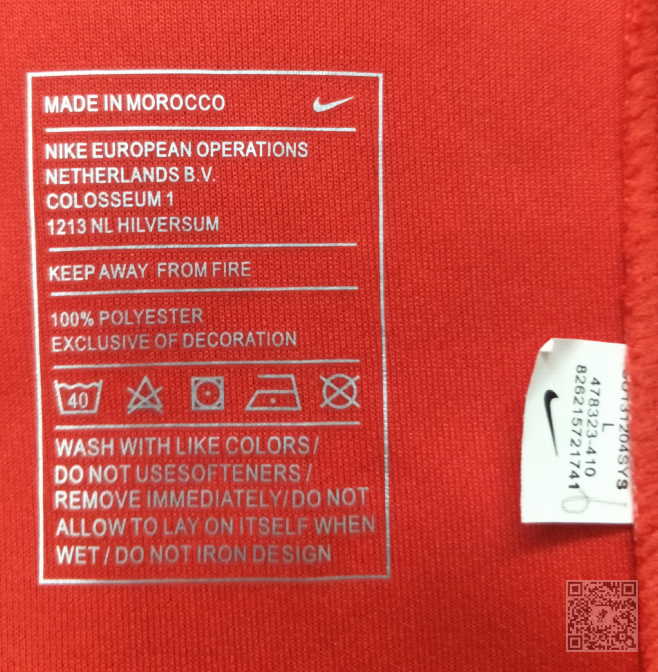 MADE IN MOROCCO
NIKE EUROPEAN OPERATIONS
NETHERLANDS B.V.
COLOSSEUM 1
1213 NL HILVERSUM
KEEP AWAY FROM FIRE
100% POLYESTER
EXCLUSIVE OF DECORATION
40
WASH WITH LIKE COLORS/
DO NOT USESOFTENERS /
REMOVE IMMEDIATELY/DO NOT
ALLOW TO LAY ON ITSELF WHEN
WET / DO NOT IRON DESIGN
L
478323-410
826215721741